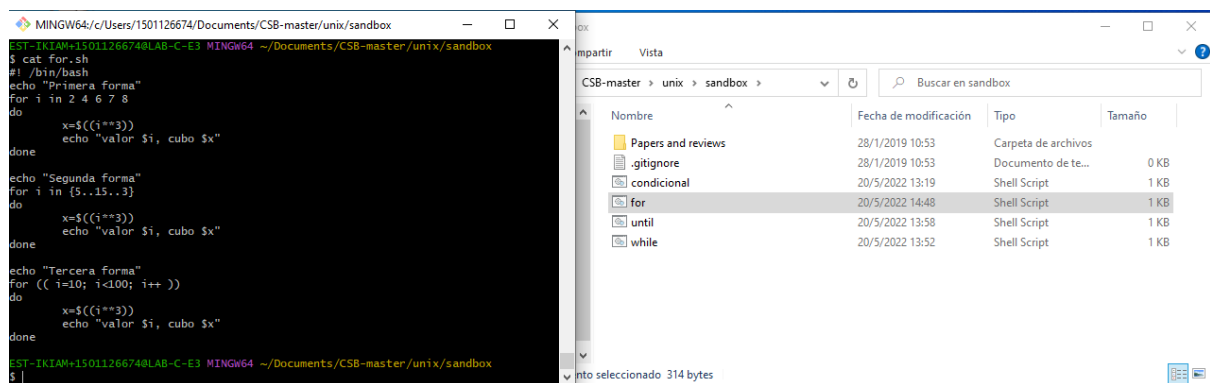 MINGW64:/c/Users/1501126674/Documents/CSB-master/unix/sandbox
EST-IKIAM+1501126674@LAB-C-E3 MINGW64 ~/Documents/CSB-master/unix/sandbox
$ cat for.sh
#! /bin/bash
echo "Primera forma"
for i in 2 4 6 7 8
do
x=$((i**3))
echo "valor $i, cubo $x"
done
echo "Segunda forma"
for i in {5..15..3}
do
x=$((i**3))
echo "valor $i, cubo $x"
done
echo "Tercera forma"
for (( i=10; i<100; i++ ))
do
x=$((i**3))
echo "valor $i, cubo $x"
done
EST-IKIAM+1501126674@LAB-C-E3 MINGW64 ~/Documents/CSB-master/unix/sandbox
$
ox
mpartir Vista
CSB-master > unix > sandbox > Buscar en sandbox
Nombre Fecha de modificación Tipo Tamaño
Papers and reviews 28/1/2019 10:53 Carpeta de archivos
.gitignore 28/1/2019 10:53 Documento de te... 0 KB
condicional 20/5/2022 13:19 Shell Script 1 KB
for 20/5/2022 14:48 Shell Script 1 KB
until 20/5/2022 13:58 Shell Script 1 KB
while 20/5/2022 13:52 Shell Script 1 KB
nto seleccionado 314 bytes